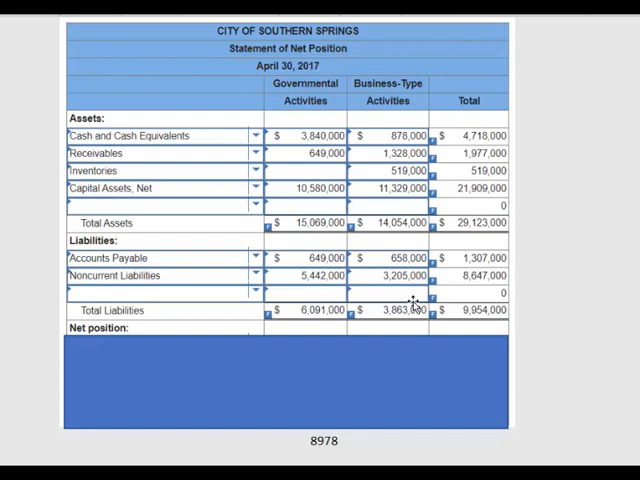 CITY OF SOUTHERN SPRINGS
Statement of Net Position
April 30, 2017
Governmental Business-Type
Activities Activities Total
Assets:
Cash and Cash Equivalents $ 3,840,000 $ 878,000 $ 4,718,000
Receivables 649,000 1,328,000 1,977,000
Inventories 519,000 519,000
Capital Assets, Net 10,580,000 11,329,000 21,909,000
0
Total Assets $ 15,069,000 $ 14,054,000 $ 29,123,000
Liabilities:
Accounts Payable $ 649,000 $ 658,000 $ 1,307,000
Noncurrent Liabilities 5,442,000 3,205,000 8,647,000
0
Total Liabilities $ 6,091,000 $ 3,863,000 $ 9,954,000
Net position:
8978